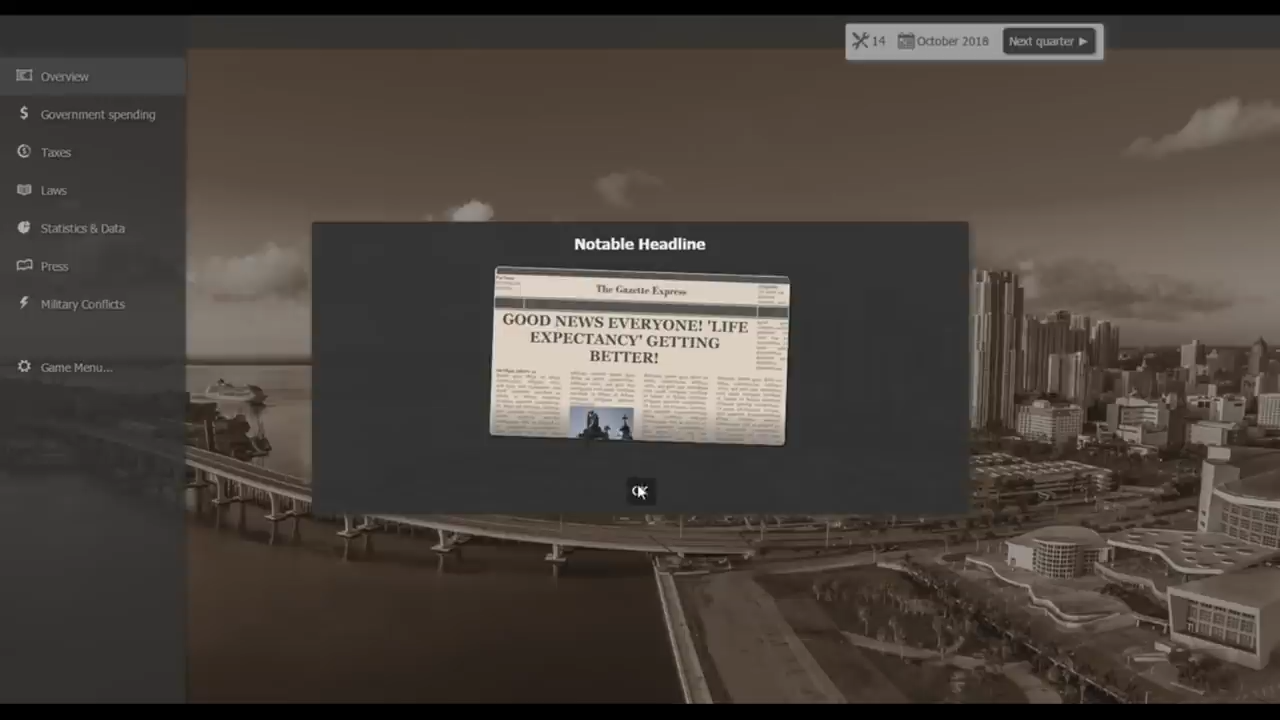 14
October 2018
Next quarter
Overview
Government spending
Taxes
Laws
Statistics & Data
Press
Military Conflicts
Game Menu...
Notable Headline
The Gazette Express
GOOD NEWS EVERYONE! 'LIFE
EXPECTANCY' GETTING
BETTER!